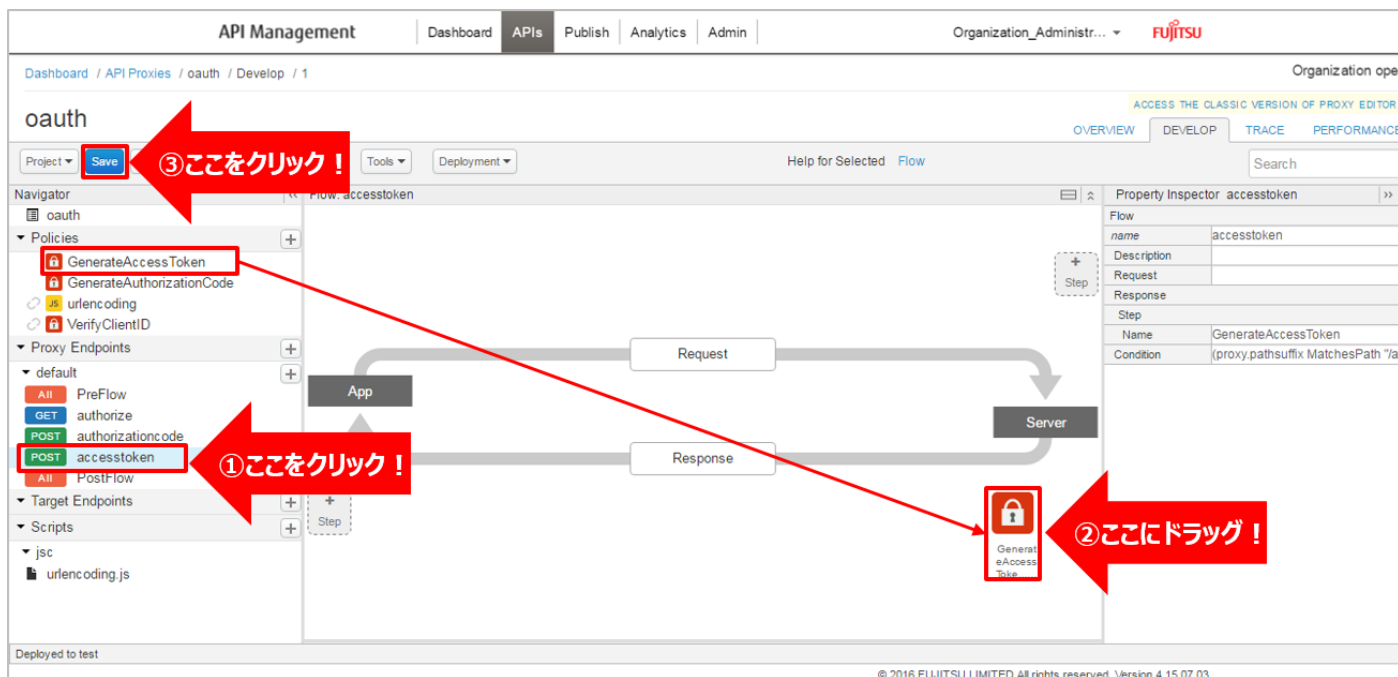 API Management
Dashboard
APIs
Publish
Analytics
Admin
Organization_Administr...
FUJITSU
Dashboard / API Proxies / oauth / Develop / 1
Organization ope
ACCESS THE CLASSIC VERSION OF PROXY EDITOR
oauth
OVERVIEW
DEVELOP
TRACE
PERFORMANCE
Project
Save
③ここをクリック！
Tools
Deployment
Help for Selected Flow
Search
Navigator
Flow: accesstoken
Property Inspector accesstoken
oauth
Flow
Policies
name accesstoken
GenerateAccessToken
Description
GenerateAuthorizationCode
Request
urlencoding
Response
VerifyClientID
Step
Proxy Endpoints
Name GenerateAccessToken
default
Condition (proxy.pathsuffix MatchesPath "/a
All PreFlow
GET authorize
POST authorizationcode
POST accesstoken
All PostFlow
①ここをクリック！
Target Endpoints
Scripts
jsc
JS
urlencoding.js
+
Step
Request
App
Server
Response
+
Step
Generat
eAccess
Toke
②ここにドラッグ！
Deployed to test
© 2016 FUJITSU LIMITED All rights reserved. Version 4.15.07.03